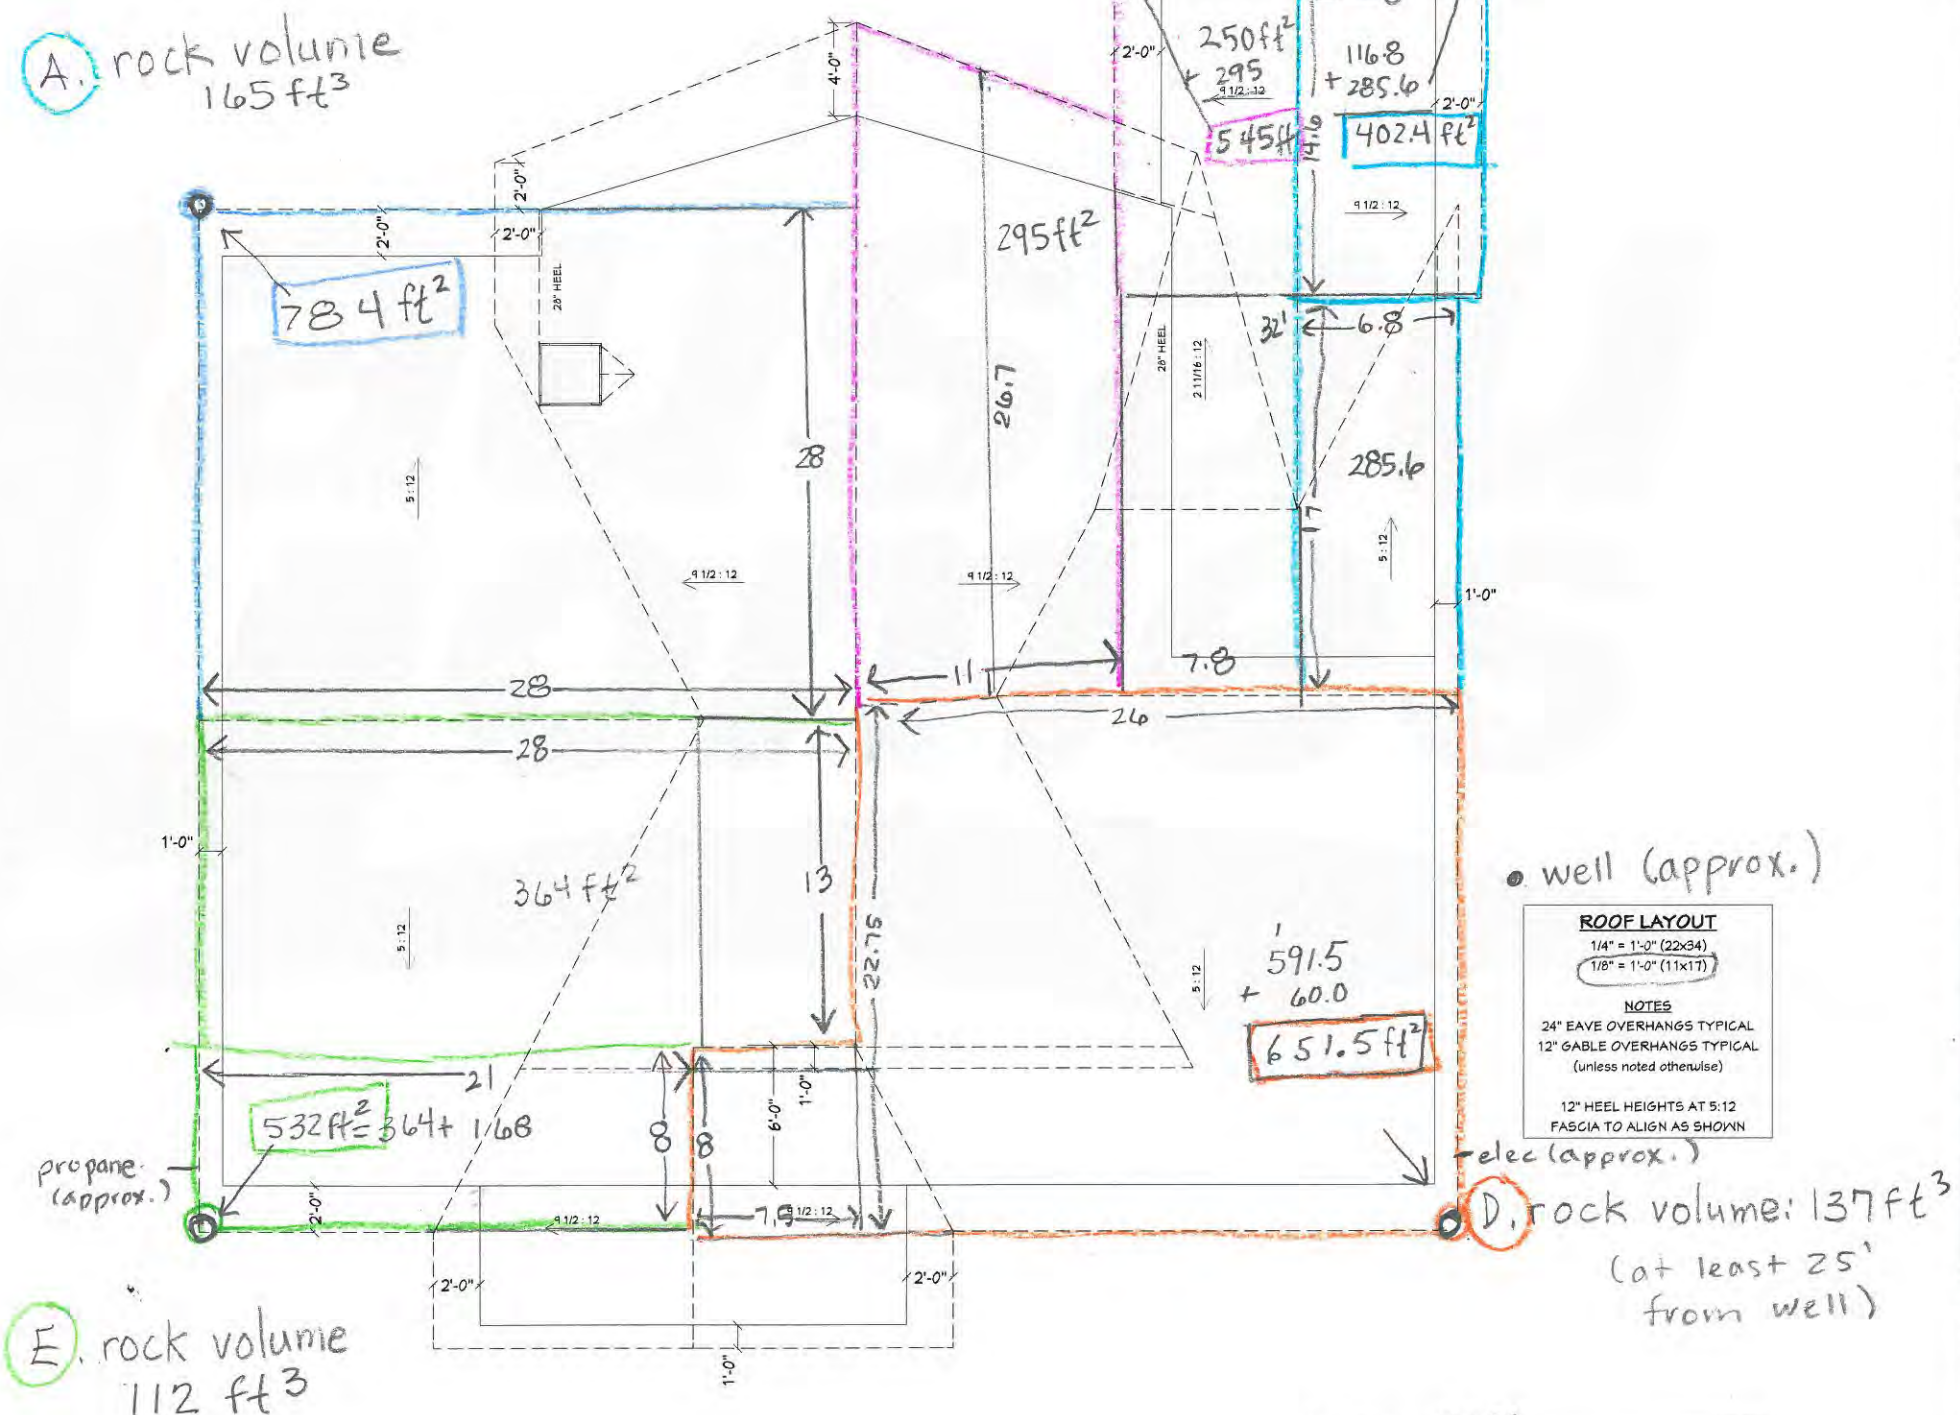 A. rock volume
165 ft³
4'-0"
2'-0"
250ft²
+ 295
9 1/2 : 12
545ft
116.8
+ 285.6
2'-0"
402.4 ft²
14.6
9 1/2 : 12
2'-0"
2'-0"
2'-0"
28" HEEL
784 ft²
295ft²
28" HEEL
2 11/16 : 12
32'
6.8
26.7
28
285.6
17
5 : 12
5 : 12
9 1/2 : 12
9 1/2 : 12
1'-0"
28
11
7.8
26
28
1'-0"
13
364 ft²
22.75
5 : 12
5 : 12
1
591.5
+ 60.0
651.5 ft²
well (approx.)
ROOF LAYOUT
1/4" = 1'-0" (22x34)
1/8" = 1'-0" (11x17)
NOTES
24" EAVE OVERHANGS TYPICAL
12" GABLE OVERHANGS TYPICAL
(unless noted otherwise)
12" HEEL HEIGHTS AT 5:12
FASCIA TO ALIGN AS SHOWN
21
1'-0"
6'-0"
8
8
532ft² = 364 + 168
propane
(approx.)
elec (approx.)
2'-0"
9 1/2 : 12
7.5
9 1/2 : 12
D. rock volume: 137 ft³
(at least 25'
from well)
2'-0"
2'-0"
1'-0"
E. rock volume
112 ft³